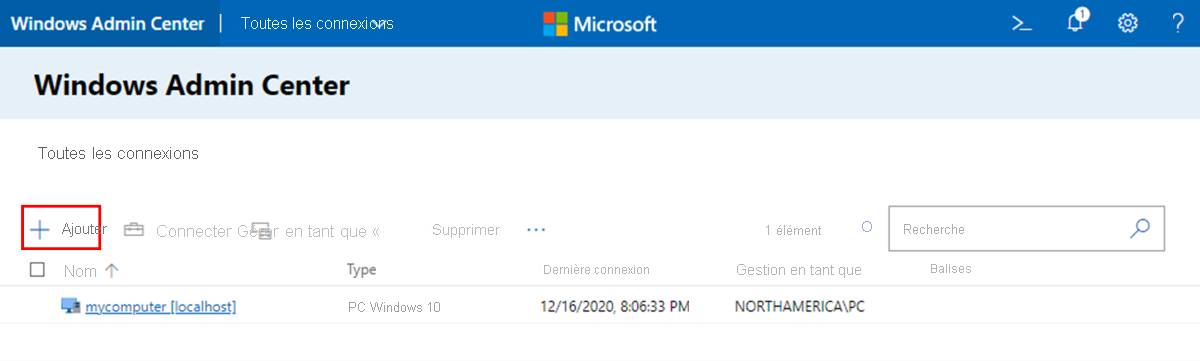 Windows Admin Center | Toutes les connexions Microsoft 1 ?
Windows Admin Center
Toutes les connexions
Ajouter Connecter Gérer en tant que « Supprimer ... 1 élément Recherche
Nom Type Dernière connexion Gestion en tant que Balises
mycomputer [localhost] PC Windows 10 12/16/2020, 8:06:33 PM NORTHAMERICA\PC